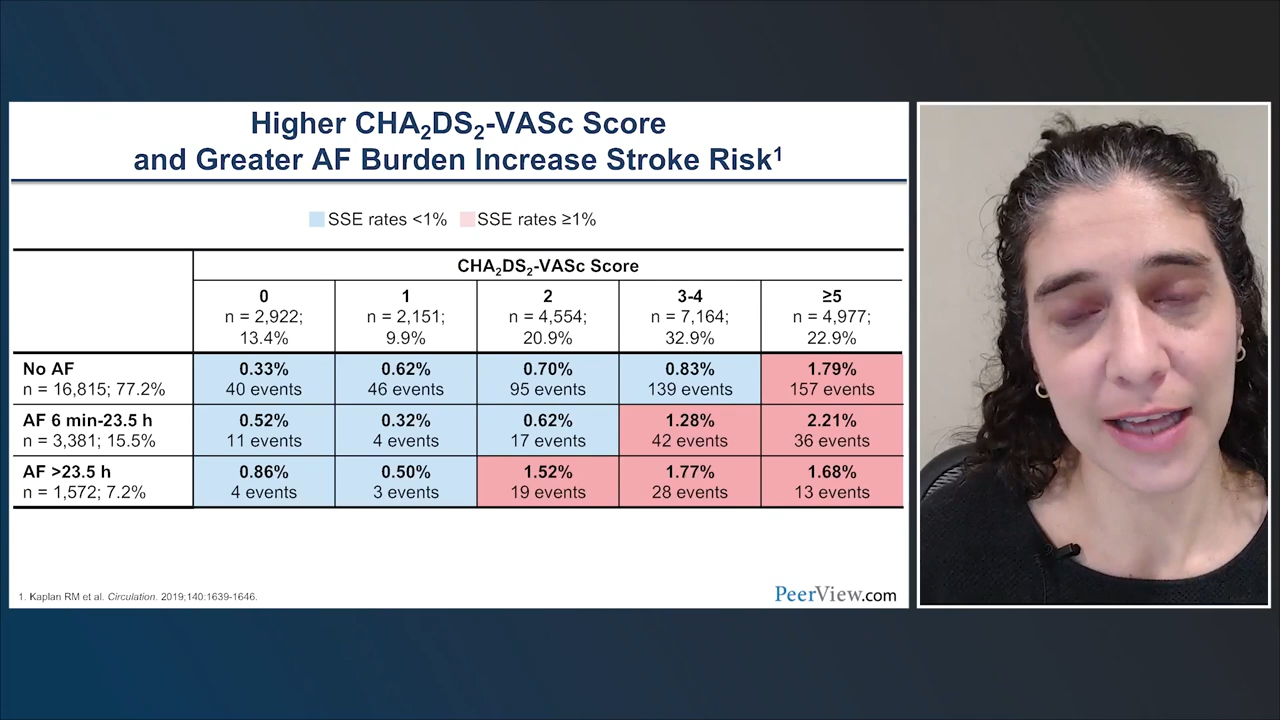 Higher CHA₂DS₂-VASc Score
and Greater AF Burden Increase Stroke Risk¹
SSE rates <1% SSE rates ≥1%
CHA₂DS₂-VASc Score
0 1 2 3-4 ≥5
n = 2,922; n = 2,151; n = 4,554; n = 7,164; n = 4,977;
13.4% 9.9% 20.9% 32.9% 22.9%
No AF 0.33% 0.62% 0.70% 0.83% 1.79%
n = 16,815; 77.2% 40 events 46 events 95 events 139 events 157 events
AF 6 min-23.5 h 0.52% 0.32% 0.62% 1.28% 2.21%
n = 3,381; 15.5% 11 events 4 events 17 events 42 events 36 events
AF >23.5 h 0.86% 0.50% 1.52% 1.77% 1.68%
n = 1,572; 7.2% 4 events 3 events 19 events 28 events 13 events
1. Kaplan RM et al. Circulation. 2019;140:1639-1646.
PeerView.com